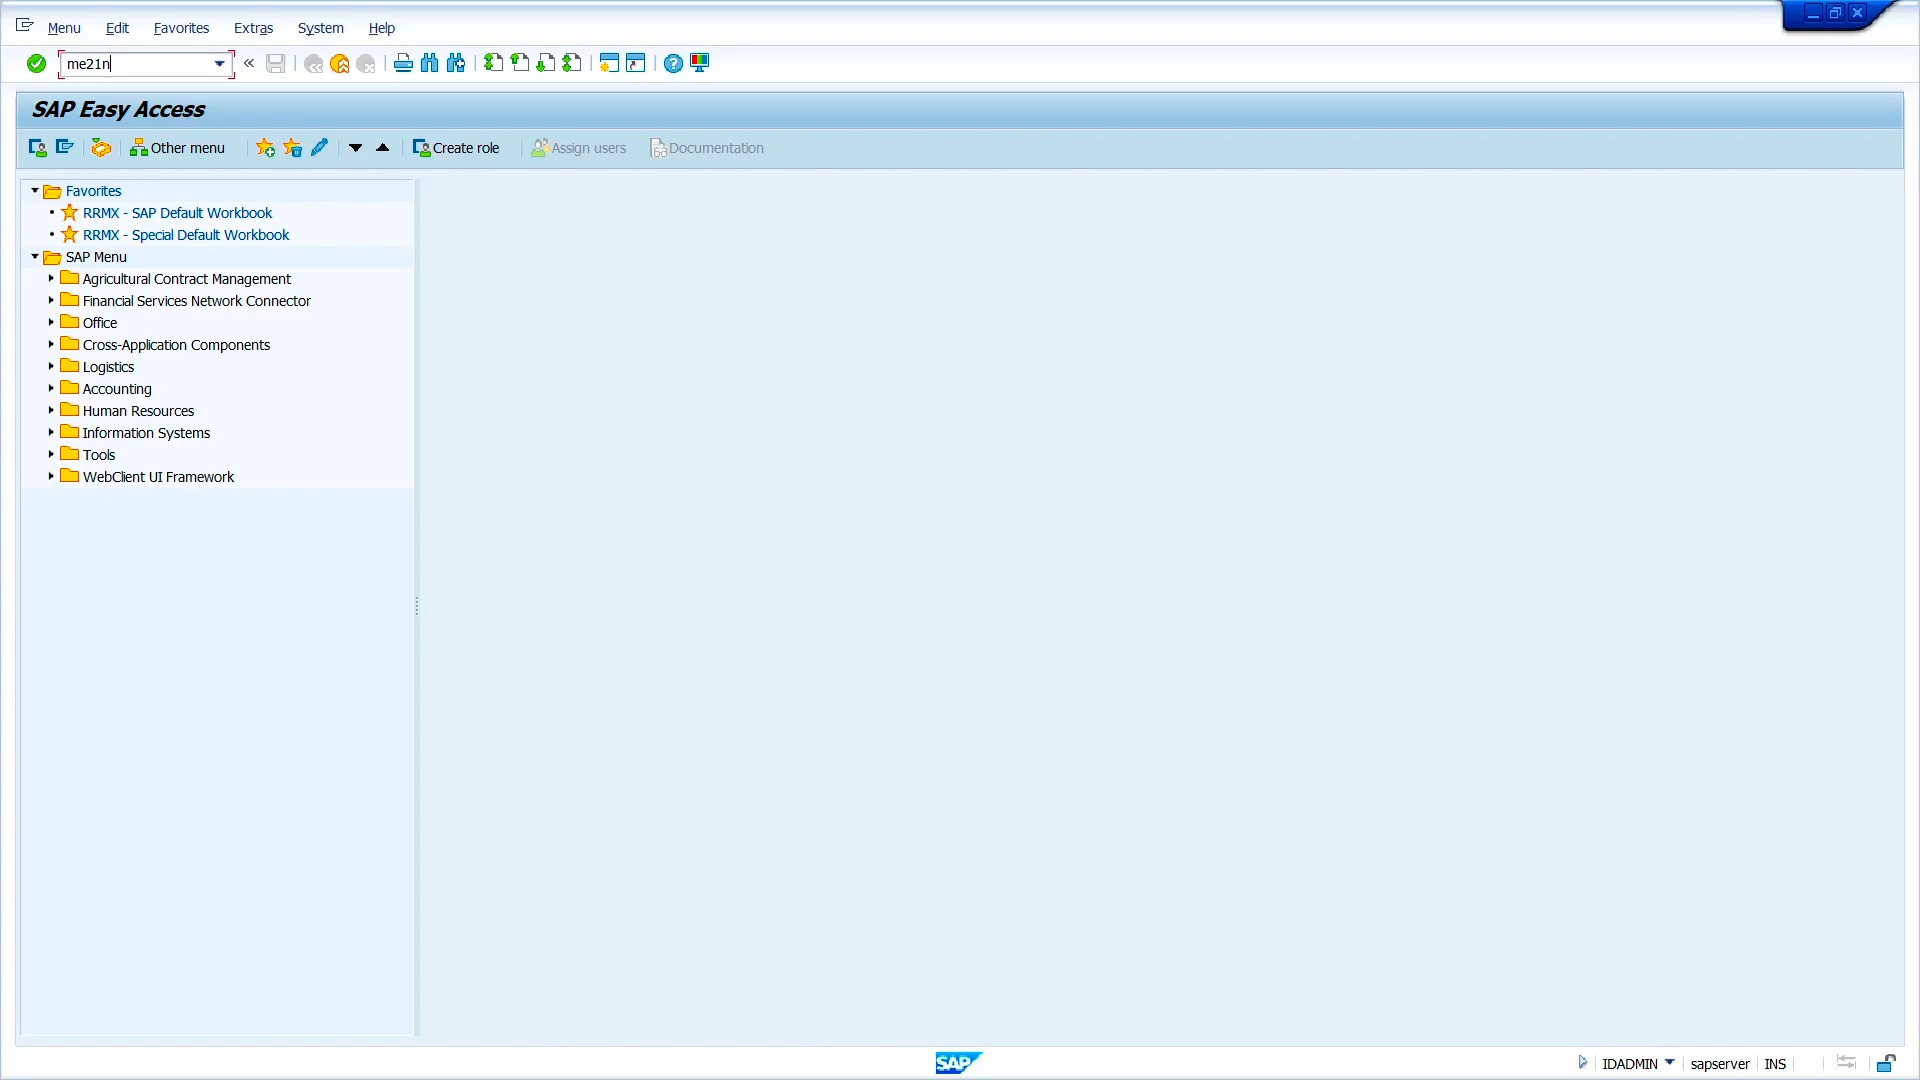 Menu Edit Favorites Extras System Help
me21n
SAP Easy Access
Other menu Create role Assign users Documentation
Favorites
RRMX - SAP Default Workbook
RRMX - Special Default Workbook
SAP Menu
Agricultural Contract Management
Financial Services Network Connector
Office
Cross-Application Components
Logistics
Accounting
Human Resources
Information Systems
Tools
WebClient UI Framework
SAP IDADMIN sapserver INS